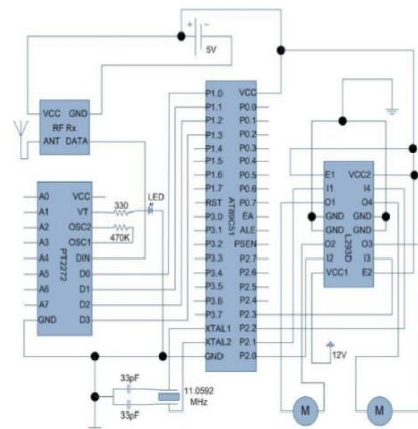 + -
5V
VCC GND
RF Rx
ANT DATA
A0 VCC
A1 VT
A2 OSC2
A3 OSC1
A4 DIN
A5 D0
A6 D1
A7 D2
GND D3
PT2272
330
LED
470K
P1.0 VCC
P1.1 P0.0
P1.2 P0.1
P1.3 P0.2
P1.4 P0.3
P1.5 P0.4
P1.6 P0.5
P1.7 P0.6
RST P0.7
P3.0 EA
P3.1 ALE
P3.2 PSEN
P3.3 P2.7
P3.4 P2.6
P3.5 P2.5
P3.6 P2.4
P3.7 P2.3
XTAL1 P2.2
XTAL2 P2.1
GND P2.0
AT89C51
E1 VCC2
I1 I4
O1 O4
GND GND
GND GND
O2 O3
I2 I3
VCC1 E2
L293D
12V
33pF
33pF
11.0592
MHz
M M